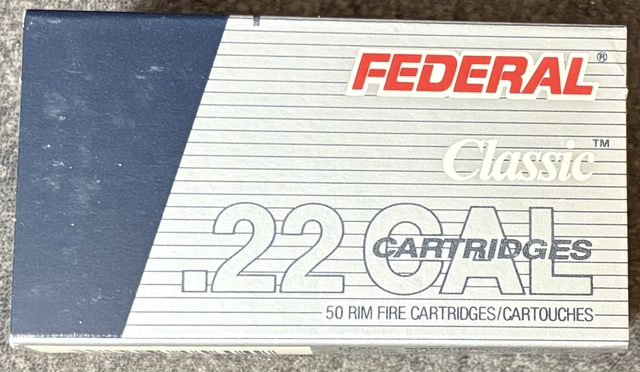 FEDERAL®
Classic™
.22 CAL
CARTRIDGES
50 RIM FIRE CARTRIDGES/CARTOUCHES